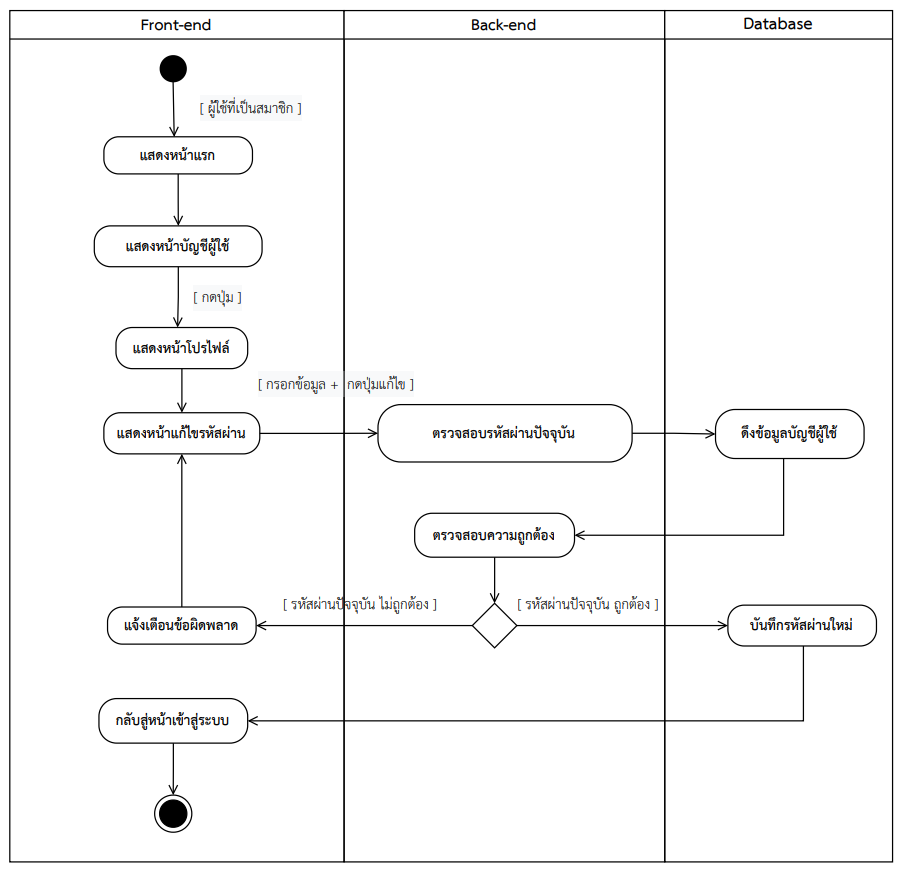 Front-end
Back-end
Database
[ ผู้ใช้ที่เป็นสมาชิก ]
แสดงหน้าแรก
แสดงหน้าบัญชีผู้ใช้
[ กดปุ่ม ]
แสดงหน้าโปรไฟล์
[ กรอกข้อมูล + กดปุ่มแก้ไข ]
แสดงหน้าแก้ไขรหัสผ่าน
ตรวจสอบรหัสผ่านปัจจุบัน
ดึงข้อมูลบัญชีผู้ใช้
ตรวจสอบความถูกต้อง
[ รหัสผ่านปัจจุบัน ไม่ถูกต้อง ]
[ รหัสผ่านปัจจุบัน ถูกต้อง ]
แจ้งเตือนข้อผิดพลาด
บันทึกรหัสผ่านใหม่
กลับสู่หน้าเข้าสู่ระบบ